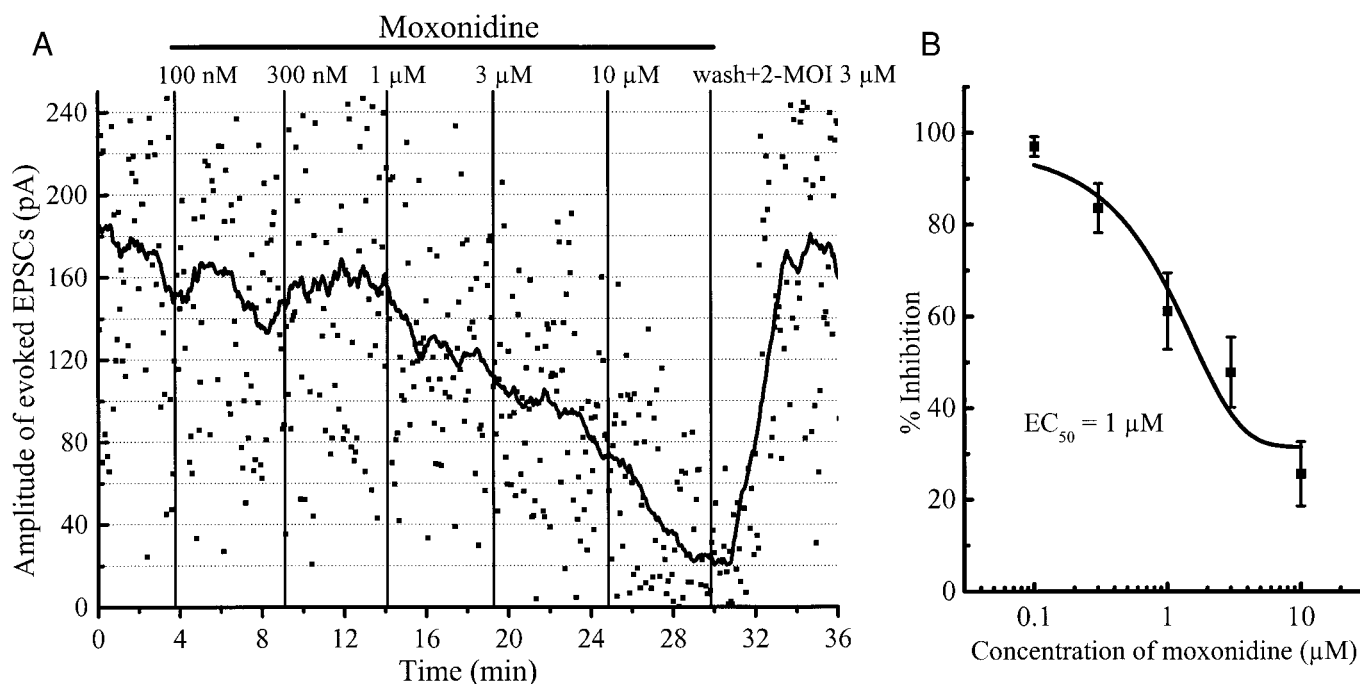 A
Moxonidine
100 nM 300 nM 1 µM 3 µM 10 µM wash+2-MOI 3 µM
Amplitude of evoked EPSCs (pA)
240
200
160
120
80
40
0
0 4 8 12 16 20 24 28 32 36
Time (min)
B
% Inhibition
100
80
60
40
20
0
EC50 = 1 µM
0.1 1 10
Concentration of moxonidine (µM)